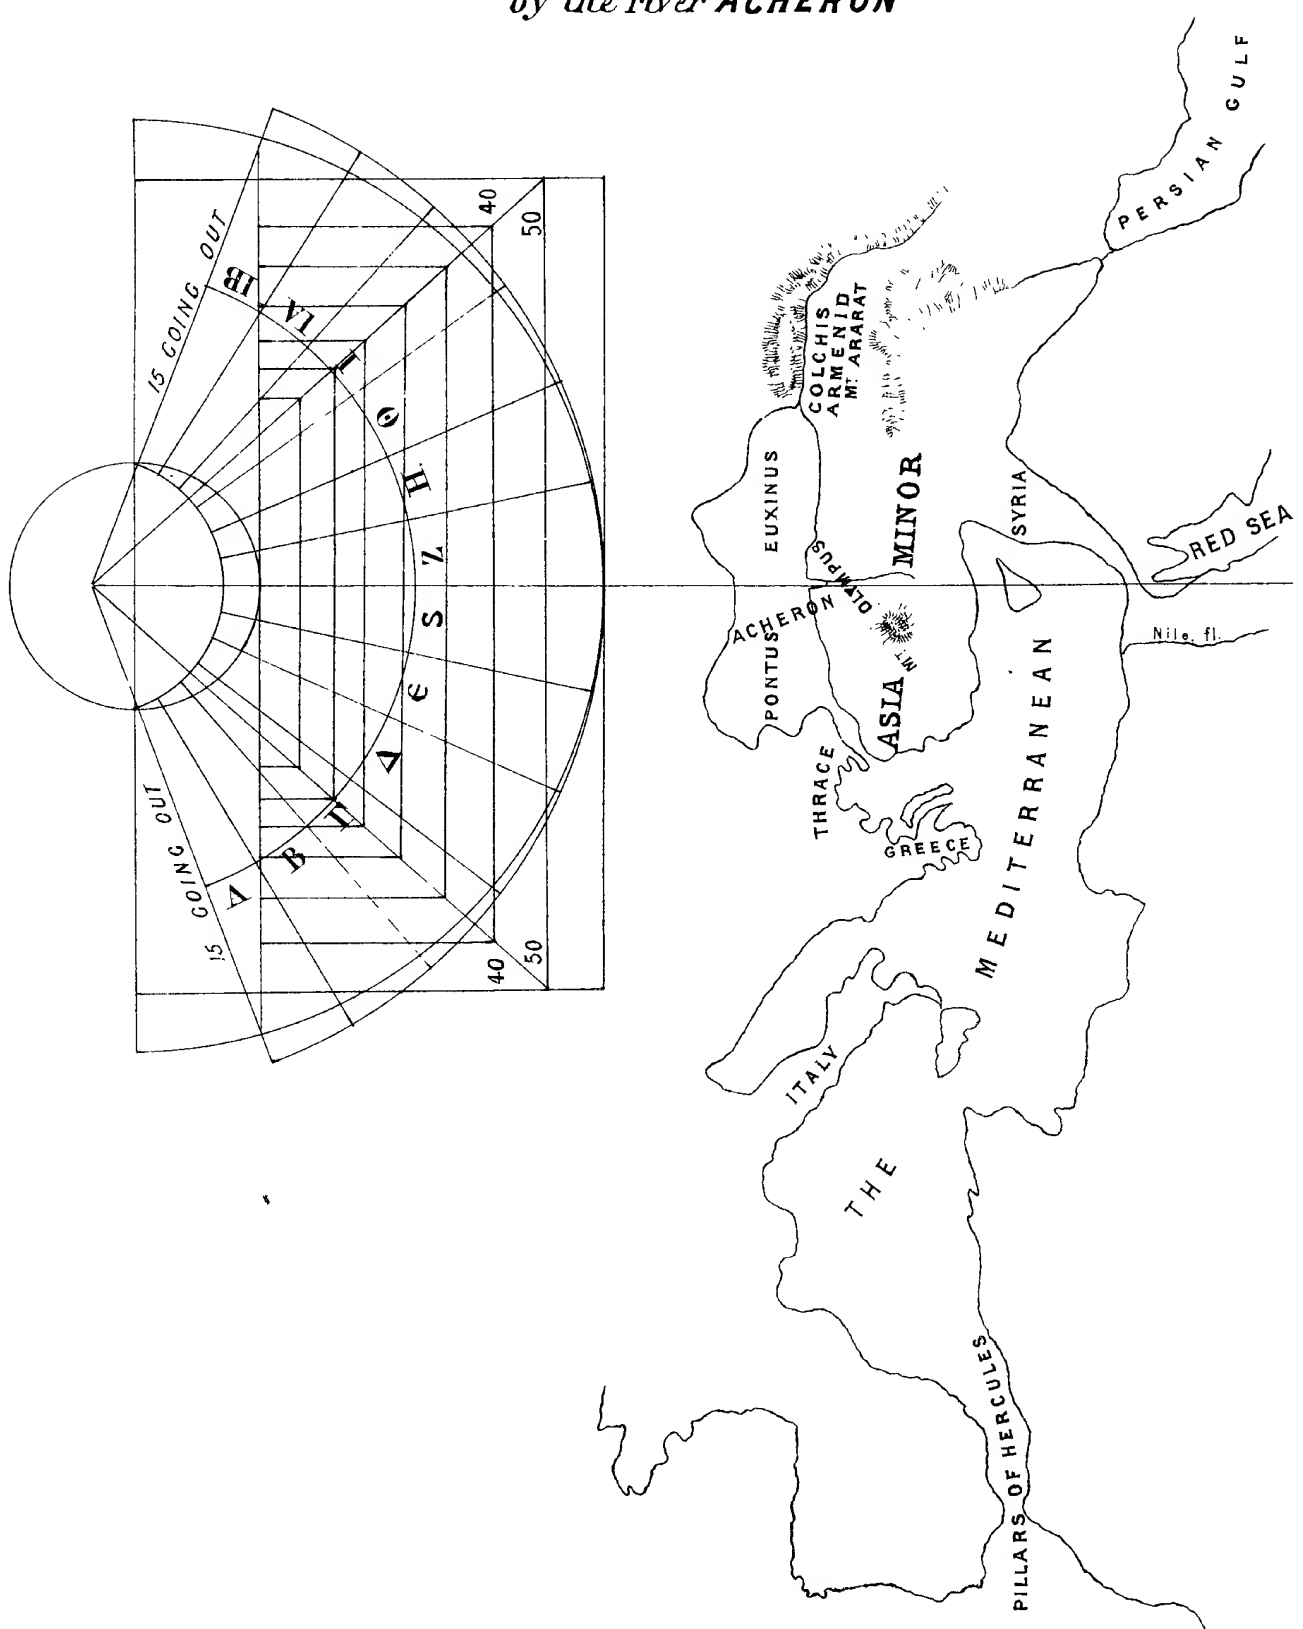 by the river ACHERON
15 GOING OUT
15 GOING OUT
A
B
Γ
Δ
Є
S
Z
H
Θ
I
IA
IB
40
50
40
50
PERSIAN GULF
COLCHIS
ARMENID
MT. ARARAT
EUXINUS
PONTUS
ACHERON
MT. OLYMPUS
ASIA MINOR
SYRIA
RED SEA
Nile. fl.
THRACE
GREECE
ITALY
THE MEDITERRANEAN
PILLARS OF HERCULES